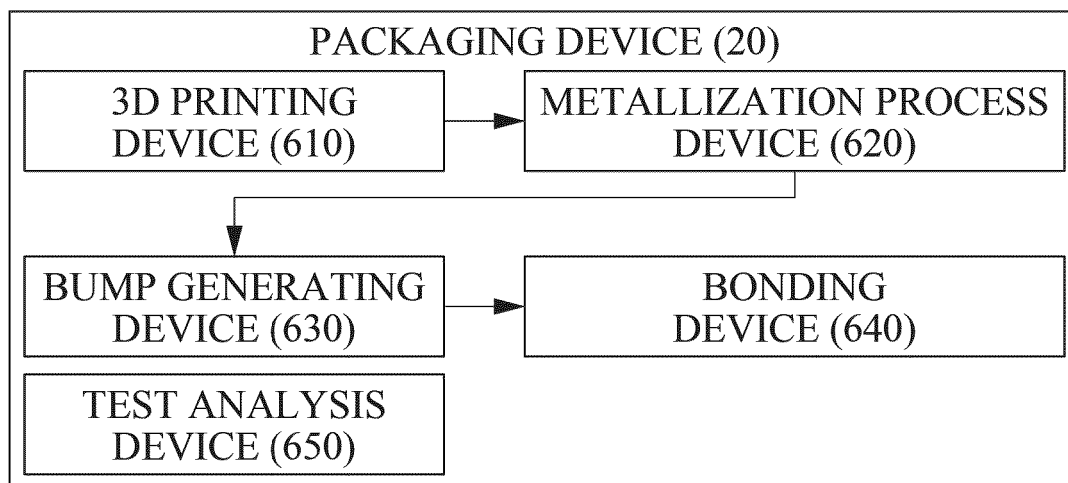 PACKAGING DEVICE (20)
3D PRINTING
DEVICE (610)
METALLIZATION PROCESS
DEVICE (620)
BUMP GENERATING
DEVICE (630)
BONDING
DEVICE (640)
TEST ANALYSIS
DEVICE (650)